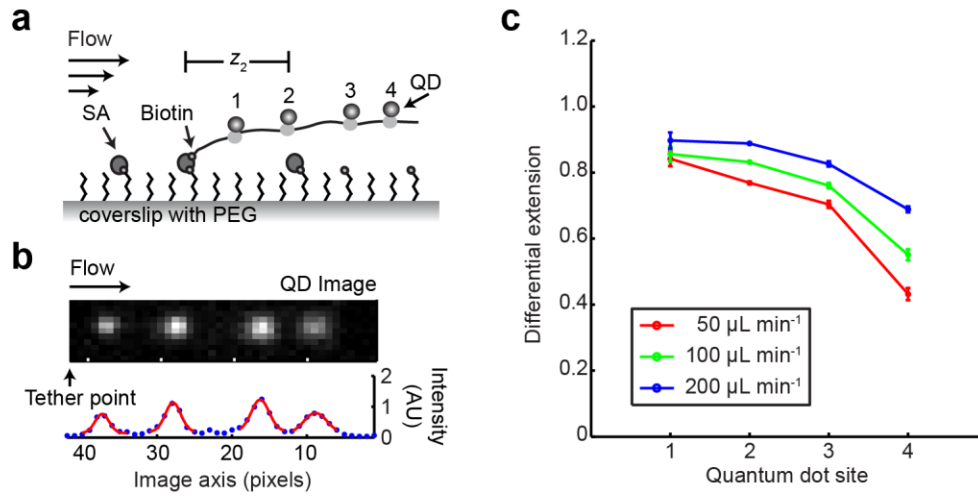 a
Flow
z2
QD
1
2
3
4
SA
Biotin
coverslip with PEG
b
Flow
QD Image
Tether point
2
1
0
Intensity
(AU)
40
30
20
10
0
Image axis (pixels)
c
1.2
1.0
0.8
0.6
0.4
0.2
0
Differential extension
50 µL min⁻¹
100 µL min⁻¹
200 µL min⁻¹
1
2
3
4
Quantum dot site